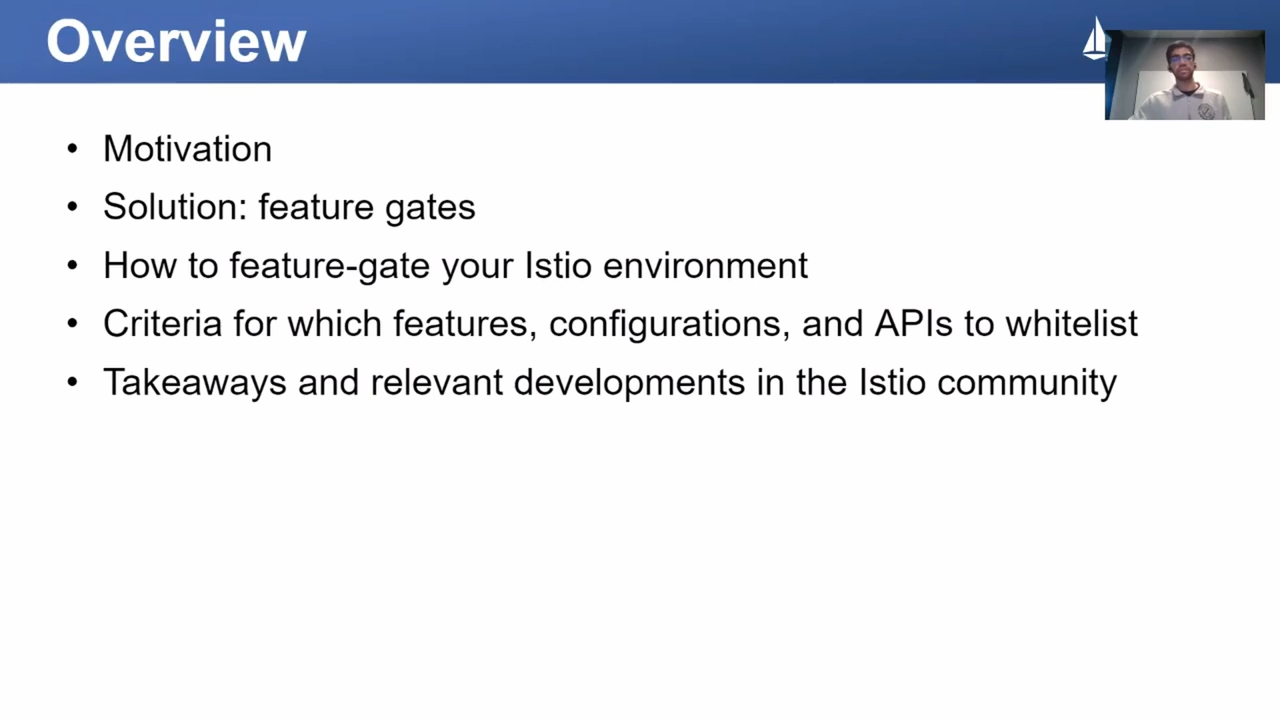 Overview
• Motivation
• Solution: feature gates
• How to feature-gate your Istio environment
• Criteria for which features, configurations, and APIs to whitelist
• Takeaways and relevant developments in the Istio community